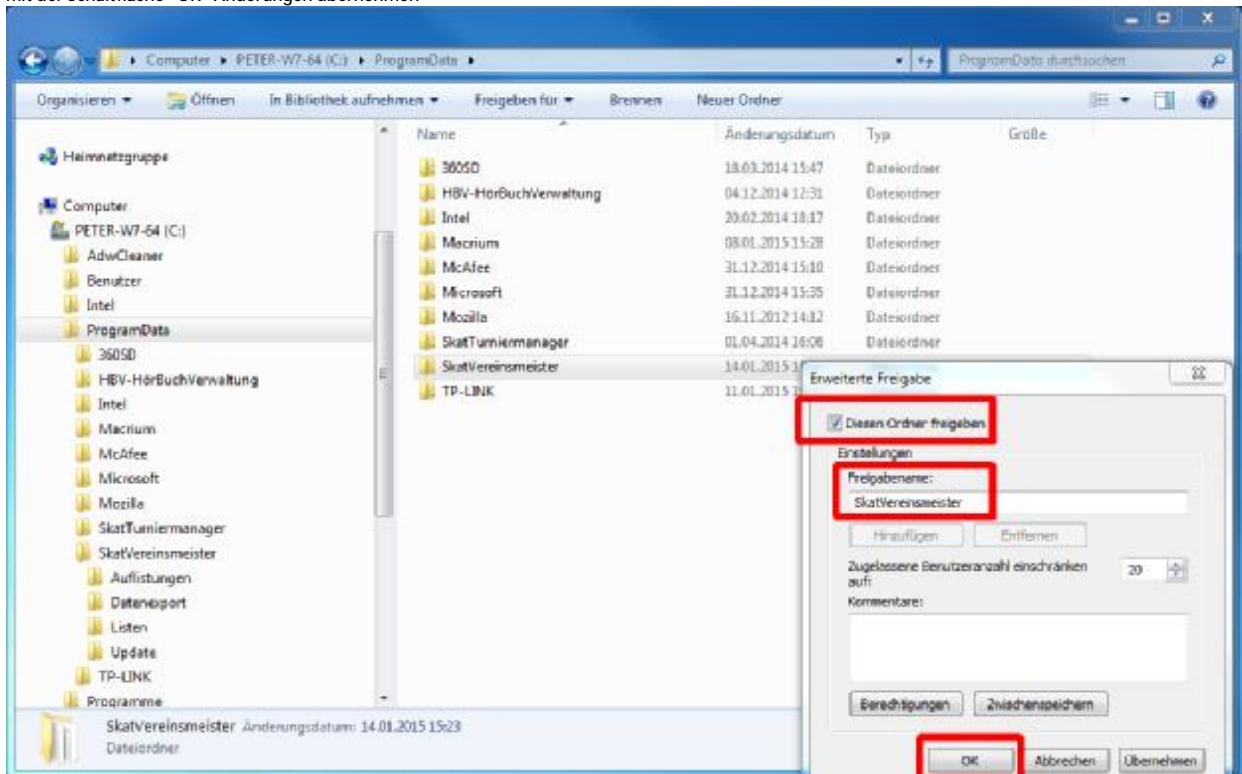 mit der Schaltfläche "OK" Änderungen übernehmen
Computer PETER-W7-64 (C:) ProgramData
ProgramData durchsuchen
Organisieren Öffnen In Bibliothek aufnehmen Freigeben für Brennen Neuer Ordner
Heimnetzgruppe
Computer
PETER-W7-64 (C:)
AdwCleaner
Benutzer
Intel
ProgramData
360SD
HBV-HörBuchVerwaltung
Intel
Macrium
McAfee
Microsoft
Mozilla
SkatTurniermanager
SkatVereinsmeister
Auflistungen
Datenexport
Listen
Update
TP-LINK
Programme
Name Änderungsdatum Typ Größe
360SD 18.03.2014 15:47 Dateiordner
HBV-HörBuchVerwaltung 04.12.2014 12:31 Dateiordner
Intel 20.02.2014 18:17 Dateiordner
Macrium 08.01.2015 15:28 Dateiordner
McAfee 31.12.2014 15:10 Dateiordner
Microsoft 31.12.2014 15:35 Dateiordner
Mozilla 16.11.2012 14:12 Dateiordner
SkatTurniermanager 01.04.2014 16:06 Dateiordner
SkatVereinsmeister 14.01.2015
TP-LINK 11.01.2015
Erweiterte Freigabe
Diesen Ordner freigeben
Einstellungen
Freigabename:
SkatVereinsmeister
Hinzufügen Entfernen
Zugelassene Benutzeranzahl einschränken
auf: 20
Kommentare:
Berechtigungen Zwischenspeichern
OK Abbrechen Übernehmen
SkatVereinsmeister Änderungsdatum: 14.01.2015 15:23
Dateiordner